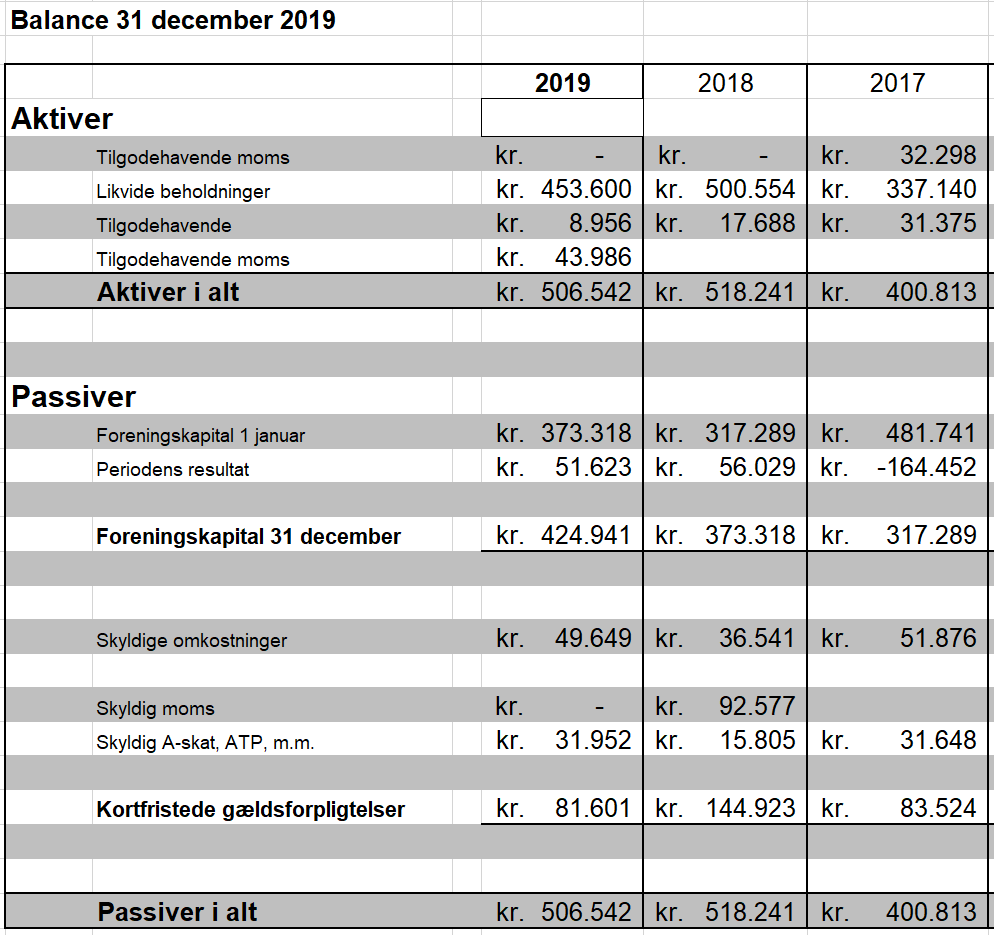 Balance 31 december 2019
2019 2018 2017
Aktiver
Tilgodehavende moms kr. - kr. - kr. 32.298
Likvide beholdninger kr. 453.600 kr. 500.554 kr. 337.140
Tilgodehavende kr. 8.956 kr. 17.688 kr. 31.375
Tilgodehavende moms kr. 43.986
Aktiver i alt kr. 506.542 kr. 518.241 kr. 400.813
Passiver
Foreningskapital 1 januar kr. 373.318 kr. 317.289 kr. 481.741
Periodens resultat kr. 51.623 kr. 56.029 kr. -164.452
Foreningskapital 31 december kr. 424.941 kr. 373.318 kr. 317.289
Skyldige omkostninger kr. 49.649 kr. 36.541 kr. 51.876
Skyldig moms kr. - kr. 92.577
Skyldig A-skat, ATP, m.m. kr. 31.952 kr. 15.805 kr. 31.648
Kortfristede gældsforpligtelser kr. 81.601 kr. 144.923 kr. 83.524
Passiver i alt kr. 506.542 kr. 518.241 kr. 400.813